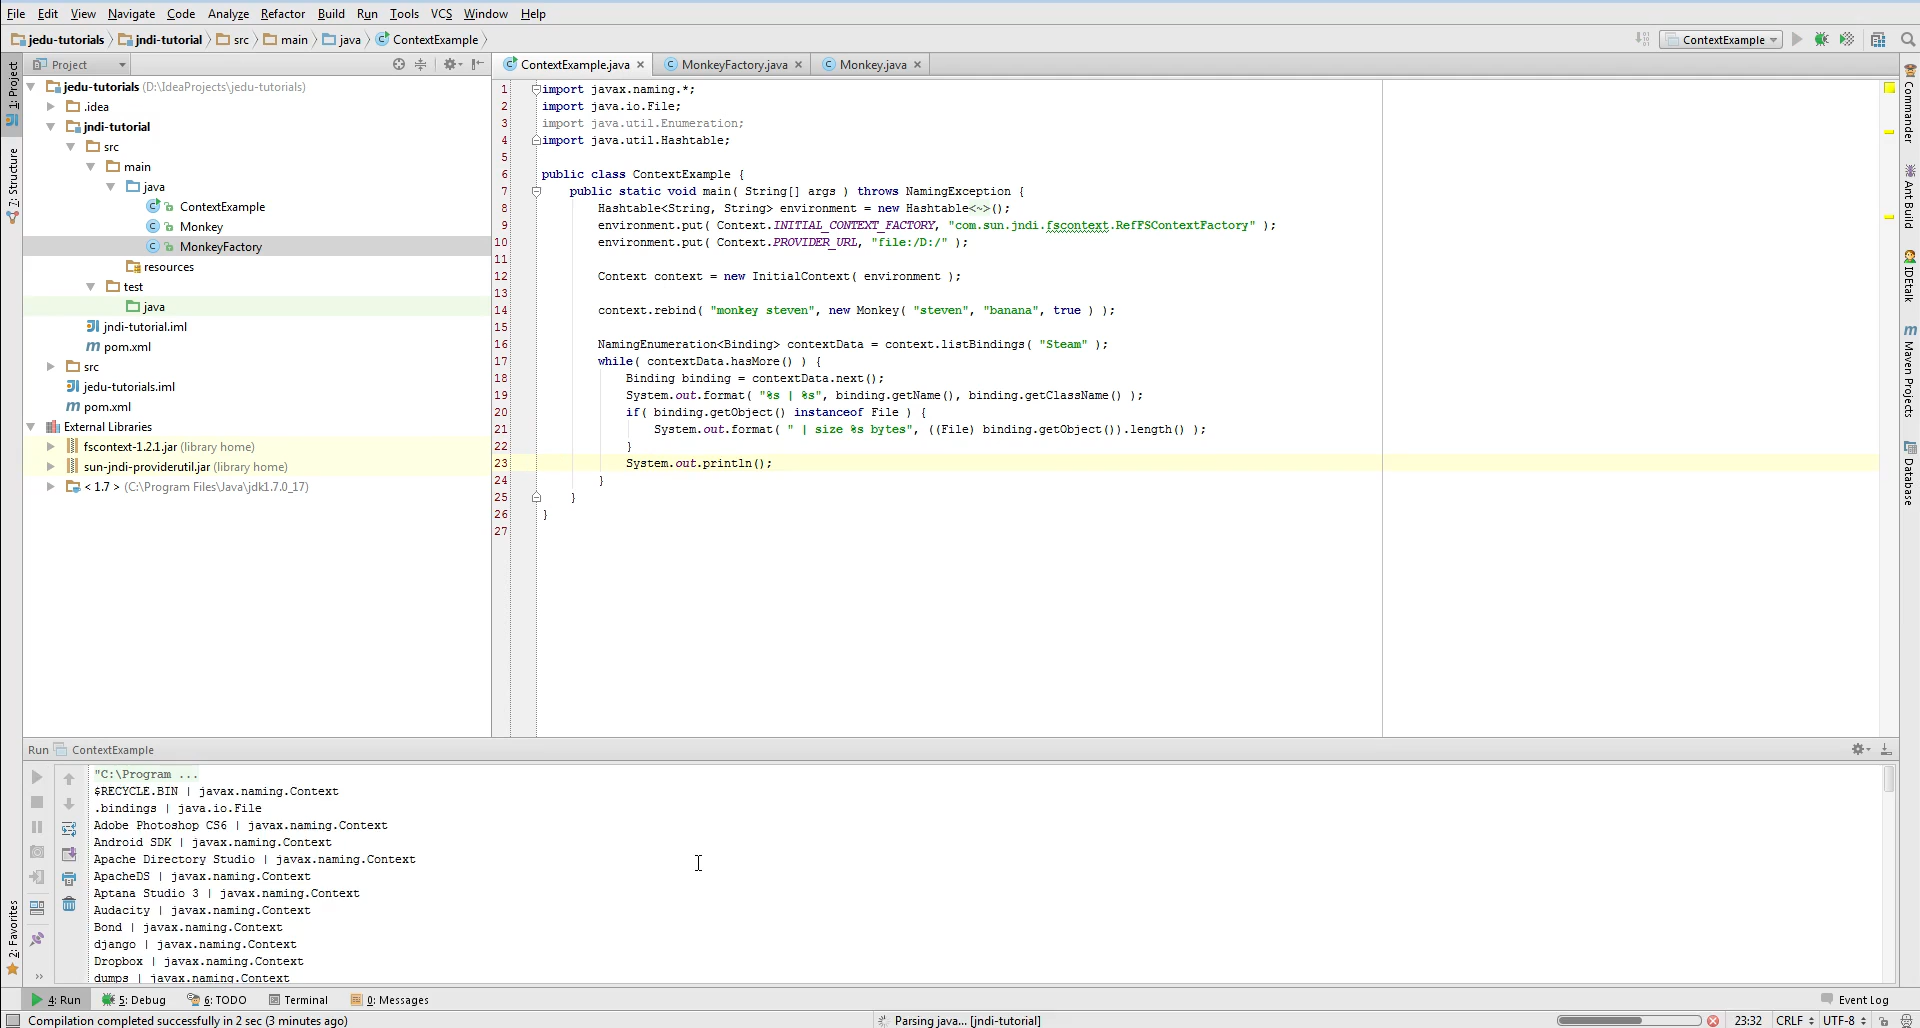 File Edit View Navigate Code Analyze Refactor Build Run Tools VCS Window Help
jedu-tutorials jndi-tutorial src main java ContextExample
ContextExample
1: Project
7: Structure
2: Favorites
Project
jedu-tutorials (D:\IdeaProjects\jedu-tutorials)
.idea
jndi-tutorial
src
main
java
ContextExample
Monkey
MonkeyFactory
resources
test
java
jndi-tutorial.iml
pom.xml
src
jedu-tutorials.iml
pom.xml
External Libraries
fscontext-1.2.1.jar (library home)
sun-jndi-providerutil.jar (library home)
< 1.7 > (C:\Program Files\Java\jdk1.7.0_17)
ContextExample.java MonkeyFactory.java Monkey.java
1 import javax.naming.*;
2 import java.io.File;
3 import java.util.Enumeration;
4 import java.util.Hashtable;
5
6 public class ContextExample {
7 public static void main( String[] args ) throws NamingException {
8 Hashtable<String, String> environment = new Hashtable<~>();
9 environment.put( Context.INITIAL_CONTEXT_FACTORY, "com.sun.jndi.fscontext.RefFSContextFactory" );
10 environment.put( Context.PROVIDER_URL, "file:/D:/" );
11
12 Context context = new InitialContext( environment );
13
14 context.rebind( "monkey steven", new Monkey( "steven", "banana", true ) );
15
16 NamingEnumeration<Binding> contextData = context.listBindings( "Steam" );
17 while( contextData.hasMore() ) {
18 Binding binding = contextData.next();
19 System.out.format( "%s | %s", binding.getName(), binding.getClassName() );
20 if( binding.getObject() instanceof File ) {
21 System.out.format( " | size %s bytes", ((File) binding.getObject()).length() );
22 }
23 System.out.println();
24 }
25 }
26 }
27
Commander
Ant Build
IDEtalk
Maven Projects
Database
Run ContextExample
"C:\Program ...
$RECYCLE.BIN | javax.naming.Context
.bindings | java.io.File
Adobe Photoshop CS6 | javax.naming.Context
Android SDK | javax.naming.Context
Apache Directory Studio | javax.naming.Context
ApacheDS | javax.naming.Context
Aptana Studio 3 | javax.naming.Context
Audacity | javax.naming.Context
Bond | javax.naming.Context
django | javax.naming.Context
Dropbox | javax.naming.Context
dumps | javax.naming.Context
4: Run 5: Debug 6: TODO Terminal 0: Messages Event Log
Compilation completed successfully in 2 sec (3 minutes ago) Parsing java... [jndi-tutorial] 23:32 CRLF UTF-8